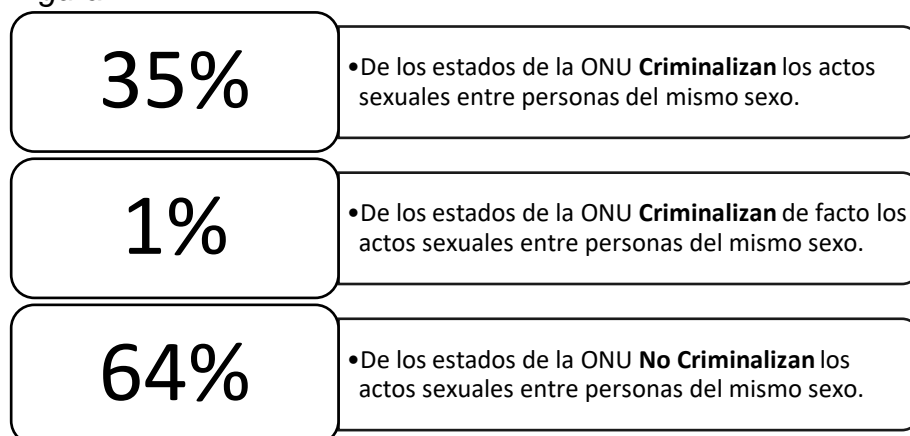 35%
•De los estados de la ONU Criminalizan los actos
sexuales entre personas del mismo sexo.
1%
•De los estados de la ONU Criminalizan de facto los
actos sexuales entre personas del mismo sexo.
64%
•De los estados de la ONU No Criminalizan los
actos sexuales entre personas del mismo sexo.